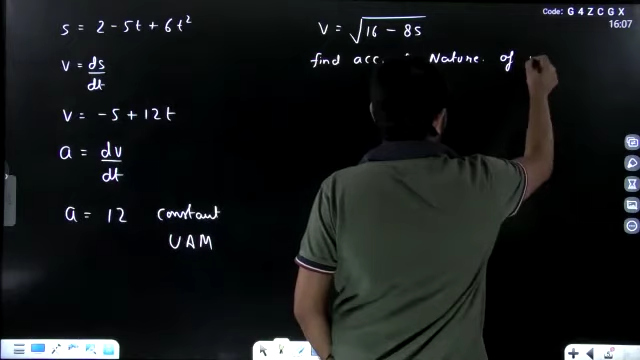 Code: G 4 Z C G X
16:07
s = 2 - 5t + 6t²
v = ds/dt
v = -5 + 12t
a = dv/dt
a = 12 constant
UAM
V = √(16 - 8s)
find acc. Nature. of